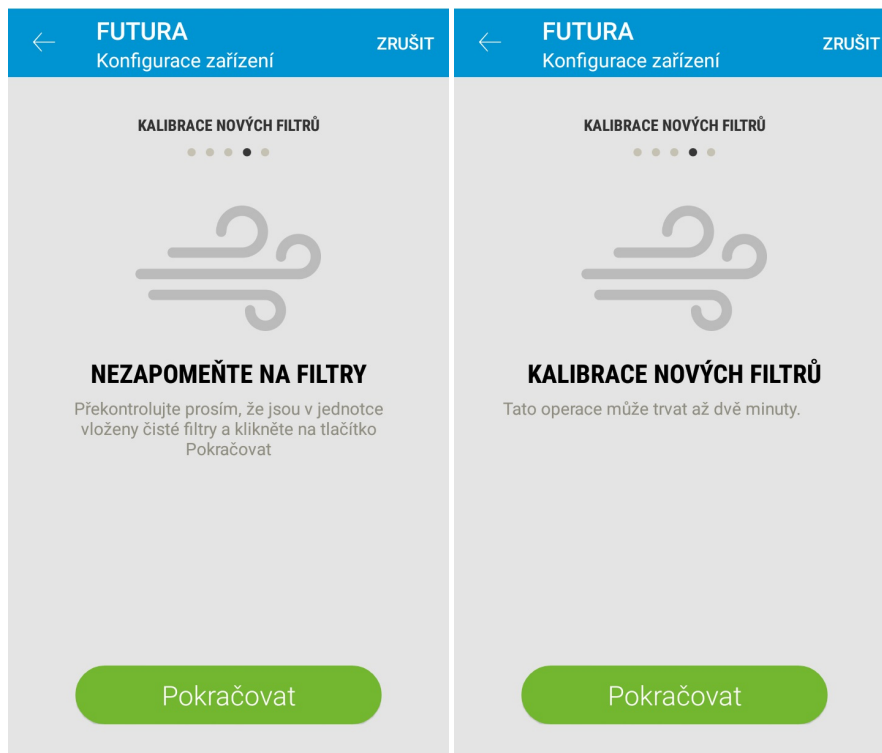 FUTURA
Konfigurace zařízení
ZRUŠIT
KALIBRACE NOVÝCH FILTRŮ
NEZAPOMEŇTE NA FILTRY
Překontrolujte prosím, že jsou v jednotce
vloženy čisté filtry a klikněte na tlačítko
Pokračovat
Pokračovat
FUTURA
Konfigurace zařízení
ZRUŠIT
KALIBRACE NOVÝCH FILTRŮ
KALIBRACE NOVÝCH FILTRŮ
Tato operace může trvat až dvě minuty.
Pokračovat